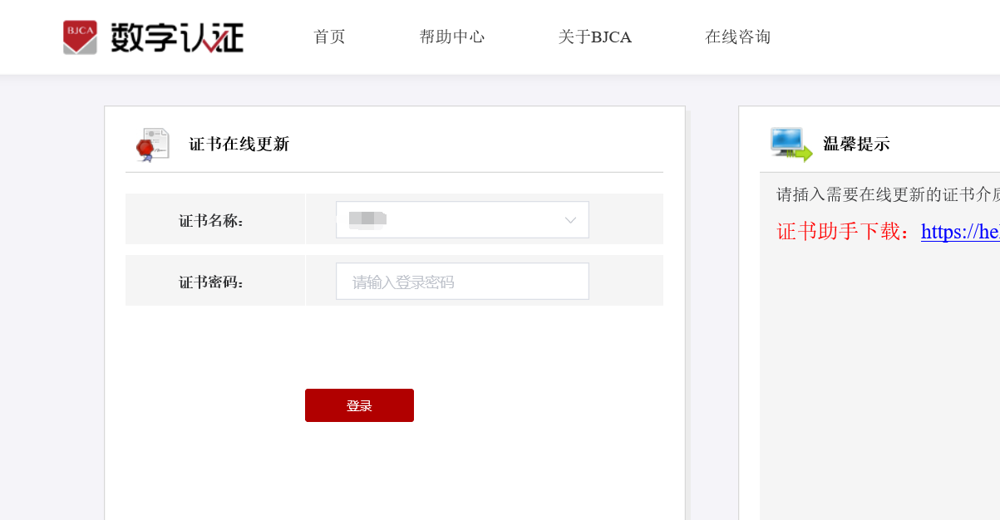 BJCA 数字认证 首页 帮助中心 关于BJCA 在线咨询
证书在线更新
证书名称:
证书密码: 请输入登录密码
登录
温馨提示
请插入需要在线更新的证书介
证书助手下载：https://he